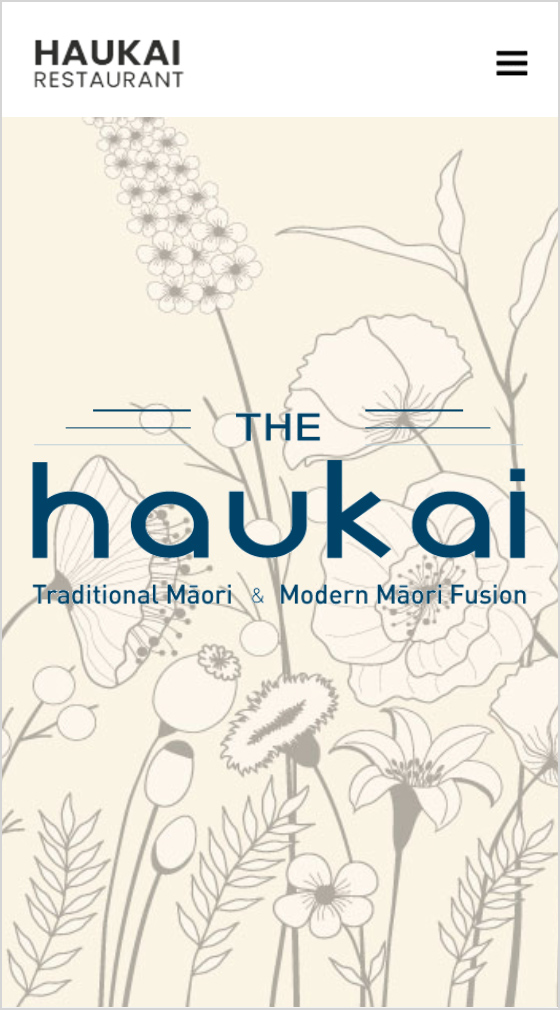 HAUKAI
RESTAURANT
THE
haukai
Traditional Māori & Modern Māori Fusion